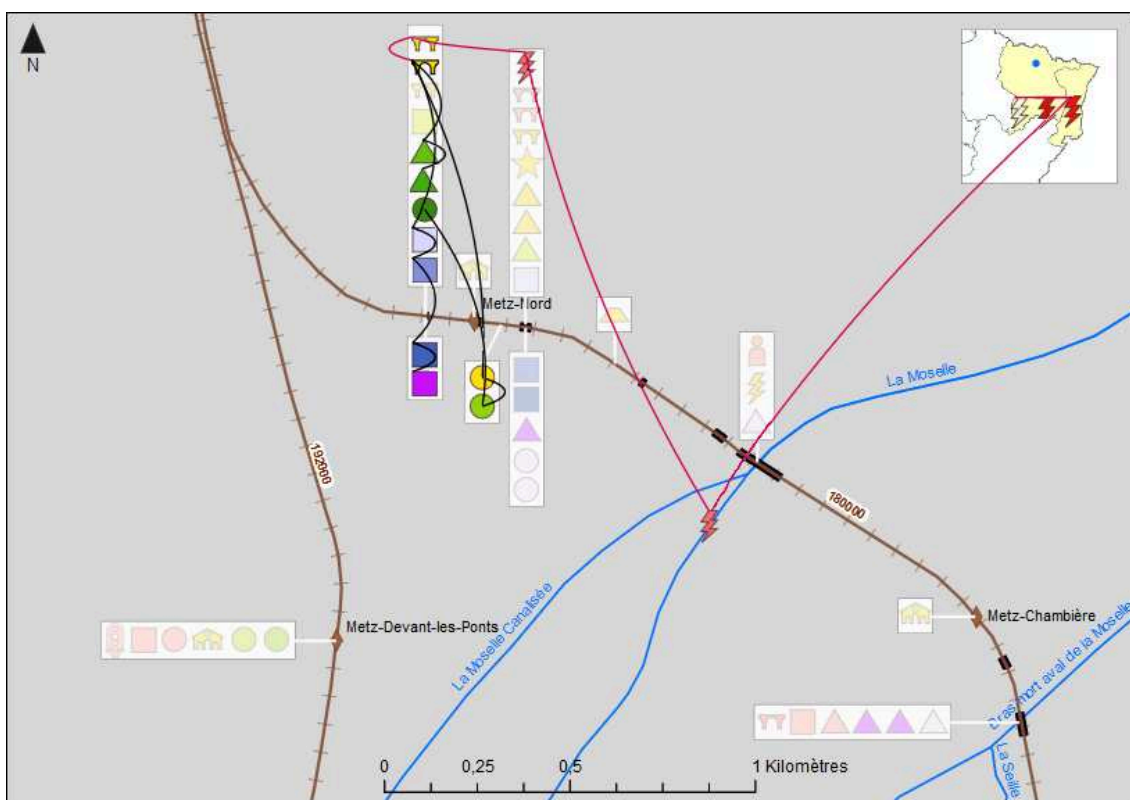 N
Metz-Nord
La Moselle
192000
180000
La Moselle Canalisée
Metz-Devant-les-Ponts
Metz-Chambière
Bras mort aval de la Moselle
La Seille
0 0,25 0,5 1 Kilomètres